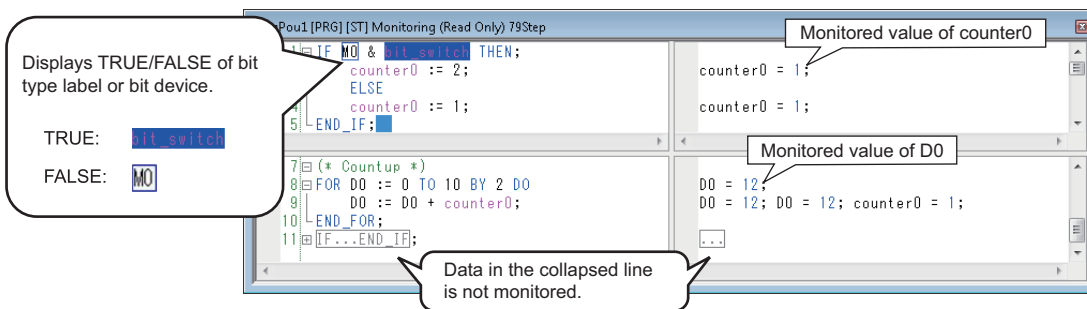 Pou1 [PRG] [ST] Monitoring (Read Only) 79Step
Displays TRUE/FALSE of bit
type label or bit device.
TRUE: bit_switch
FALSE: M0
Monitored value of counter0
1 IF M0 & bit_switch THEN;
counter0 := 2;
counter0 = 1;
ELSE
4 counter0 := 1;
counter0 = 1;
5 END_IF;
Monitored value of D0
7 (* Countup *)
8 FOR D0 := 0 TO 10 BY 2 DO
D0 = 12;
9 D0 := D0 + counter0;
D0 = 12; D0 = 12; counter0 = 1;
10 END_FOR;
11 IF...END_IF;
...
Data in the collapsed line
is not monitored.